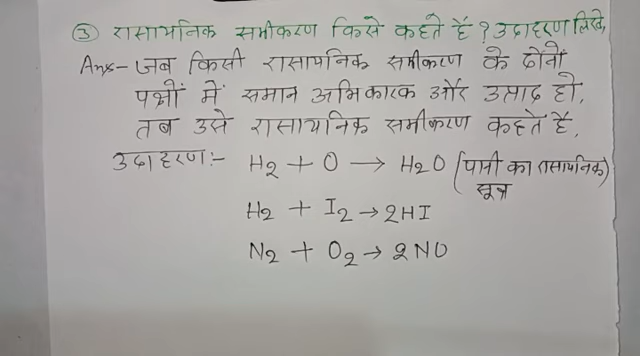 ③ रासायनिक समीकरण किसे कहते है ? उदाहरण लिखे,
Ans - जब किसी रासायनिक समीकरण के दोनों
पक्षों में समान अभिकारक और उत्पाद हो,
तब उसे रासायनिक समीकरण कहते है,
उदाहरण:- H₂ + O → H₂O (पानी का रासायनिक)
सूत्र
H₂ + I₂ → 2HI
N₂ + O₂ → 2NO